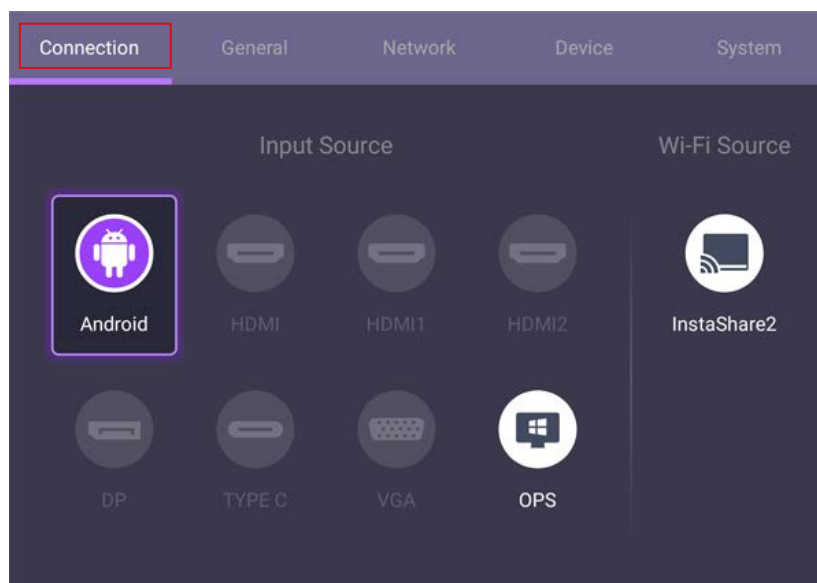 Connection General Network Device System
Input Source Wi-Fi Source
Android HDMI HDMI1 HDMI2 InstaShare2
DP TYPE C VGA OPS